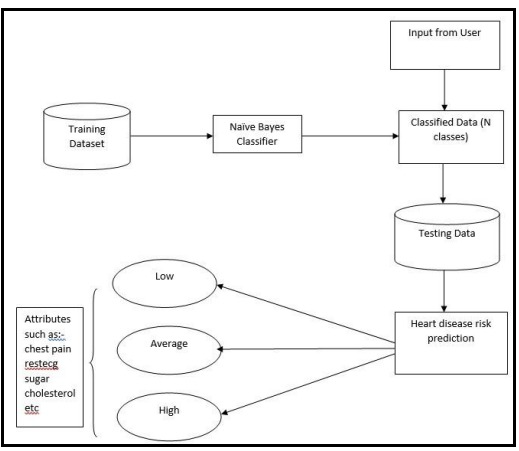 Input from User
Training
Dataset
Naïve Bayes
Classifier
Classified Data (N
classes)
Testing Data
Low
Average
High
Heart disease risk
prediction
Attributes
such as:-
chest pain
restecg
sugar
cholesterol
etc